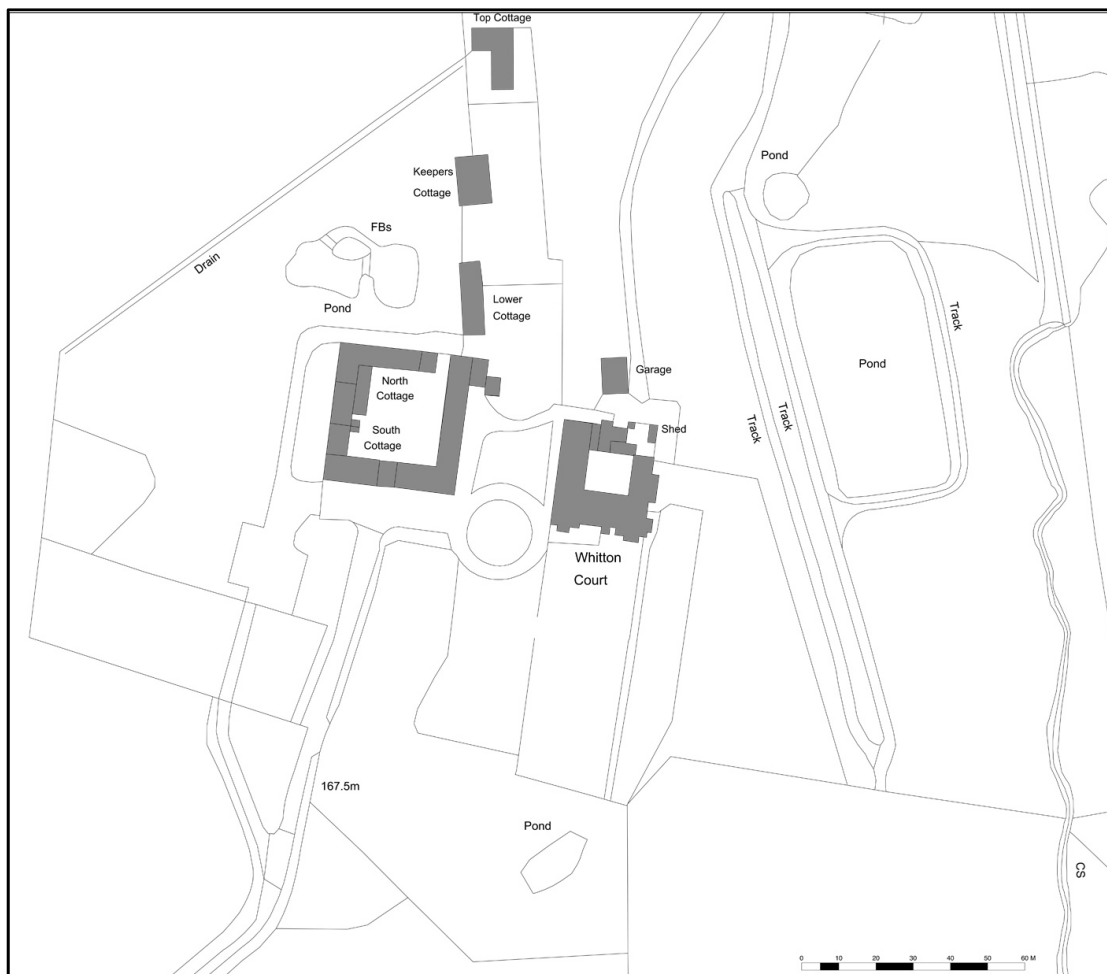 Top Cottage
Keepers
Cottage
Pond
FBs
Drain
Pond
Lower
Cottage
Track
Garage
Pond
North
Cottage
South
Cottage
Shed
Track
Track
Whitton
Court
167.5m
Pond
CS
0 10 20 30 40 50 60 M